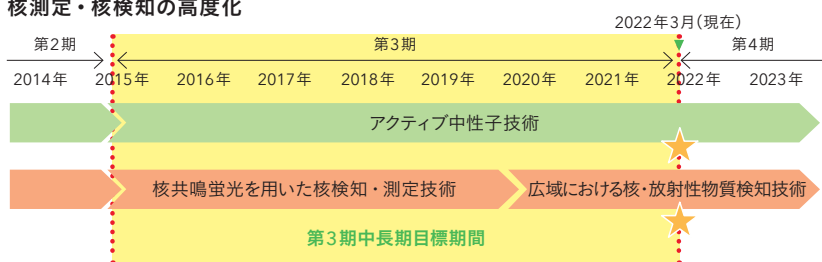 核測定・核検知の高度化
2022年3月(現在)
第2期 第3期 第4期
2014年 2015年 2016年 2017年 2018年 2019年 2020年 2021年 2022年 2023年
アクティブ中性子技術
核共鳴蛍光を用いた核検知・測定技術 広域における核・放射性物質検知技術
第3期中長期目標期間